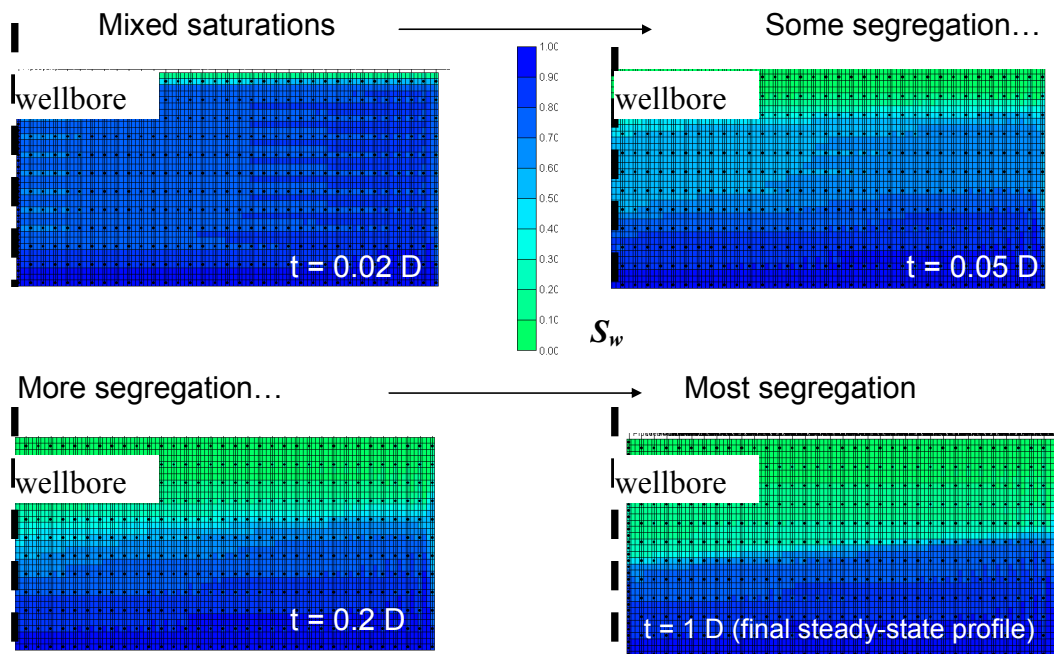 Mixed saturations
Some segregation…
wellbore
wellbore
1.00
0.90
0.80
0.70
0.60
0.50
0.40
0.30
0.20
0.10
0.00
t = 0.02 D
t = 0.05 D
S_w
More segregation…
Most segregation
wellbore
wellbore
t = 0.2 D
t = 1 D (final steady-state profile)